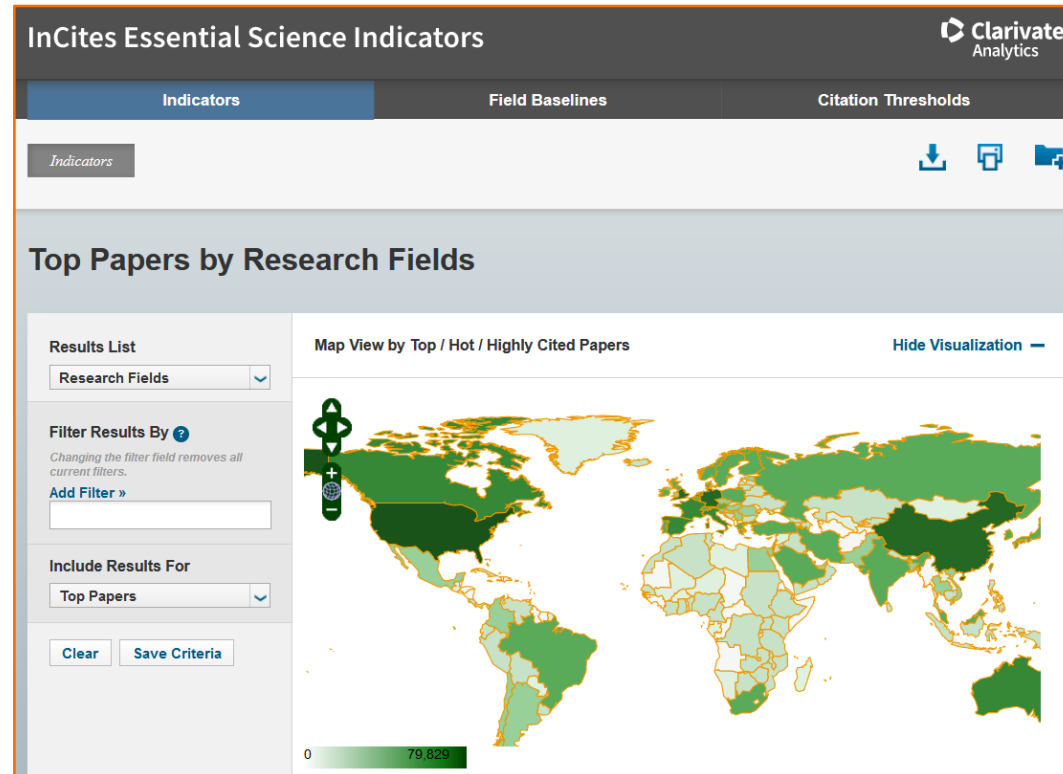 InCites Essential Science Indicators
Clarivate
Analytics
Indicators
Field Baselines
Citation Thresholds
Indicators
Top Papers by Research Fields
Results List
Research Fields
Filter Results By ?
Changing the filter field removes all
current filters.
Add Filter »
Include Results For
Top Papers
Clear
Save Criteria
Map View by Top / Hot / Highly Cited Papers
Hide Visualization −
0
79,829